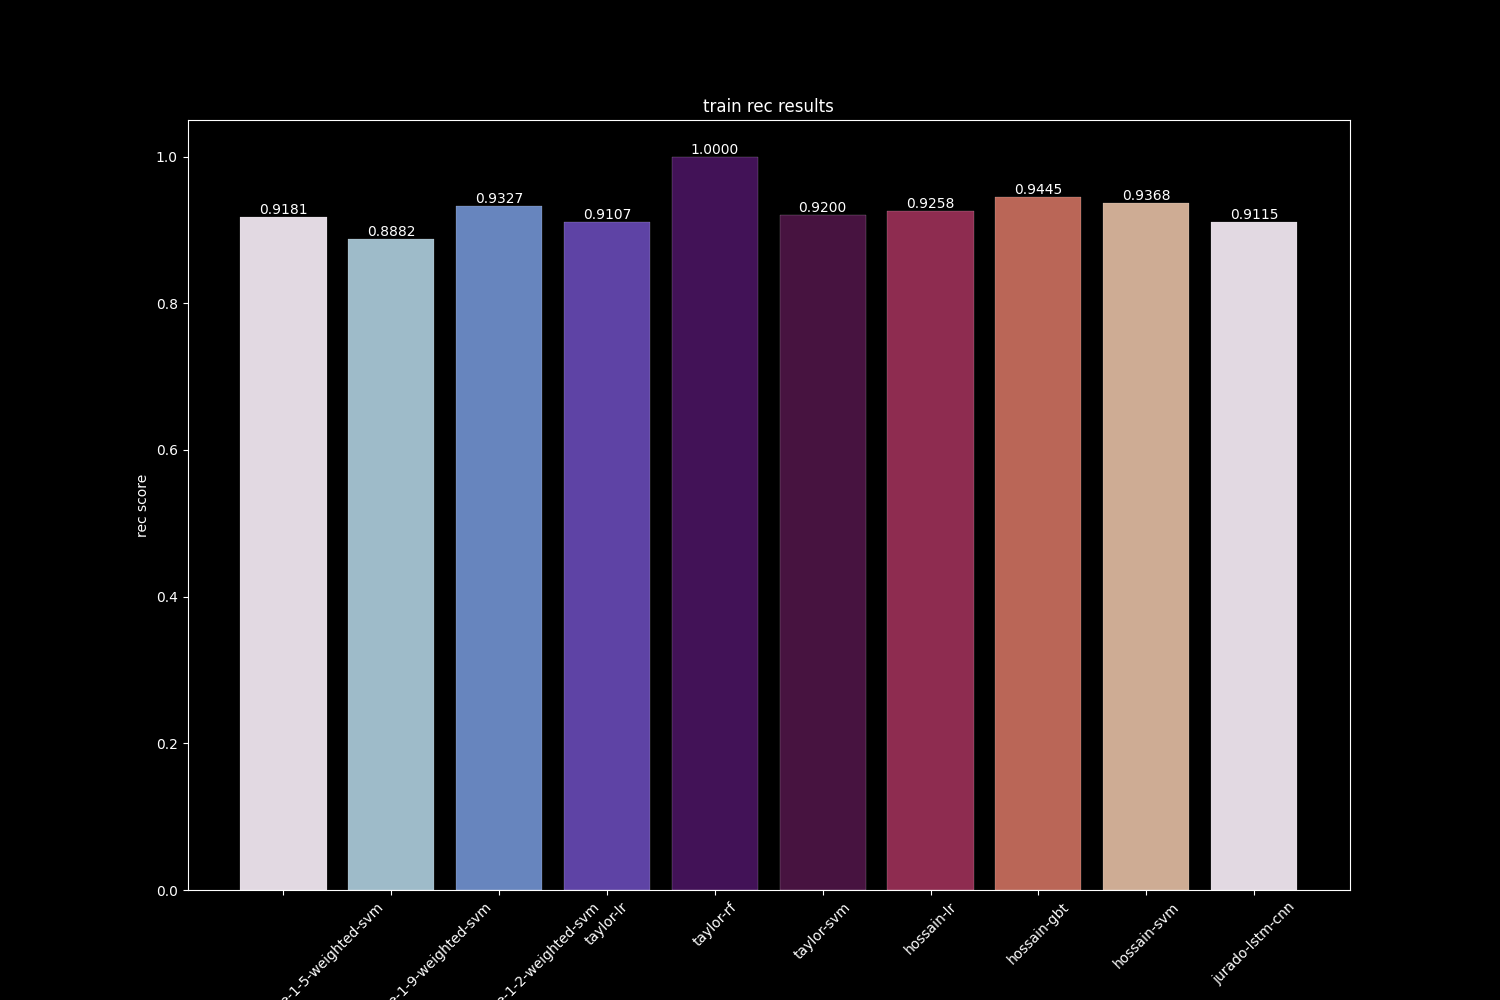 train rec results
rec score
1.0
0.8
0.6
0.4
0.2
0.0
0.9181
0.8882
0.9327
0.9107
1.0000
0.9200
0.9258
0.9445
0.9368
0.9115
-1-5-weighted-svm
-1-9-weighted-svm
-1-2-weighted-svm
taylor-lr
taylor-rf
taylor-svm
hossain-lr
hossain-gbt
hossain-svm
jurado-lstm-cnn